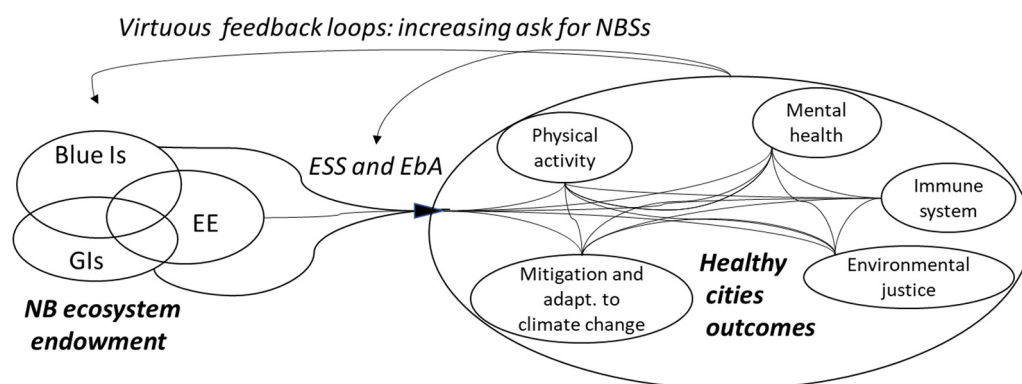 Virtuous feedback loops: increasing ask for NBSs
Blue Is
EE
GIs
NB ecosystem
endowment
ESS and EbA
Physical
activity
Mental
health
Immune
system
Mitigation and
adapt. to
climate change
Healthy
cities
outcomes
Environmental
justice